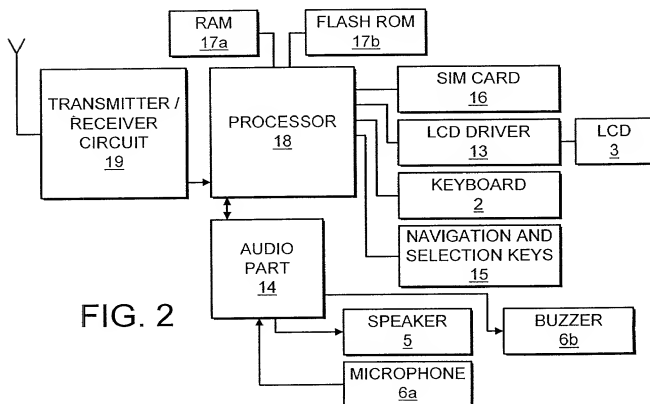 RAM
17a
FLASH ROM
17b
TRANSMITTER /
RECEIVER
CIRCUIT
19
PROCESSOR
18
SIM CARD
16
LCD DRIVER
13
LCD
3
KEYBOARD
2
NAVIGATION AND
SELECTION KEYS
15
AUDIO
PART
14
FIG. 2
SPEAKER
5
BUZZER
6b
MICROPHONE
6a